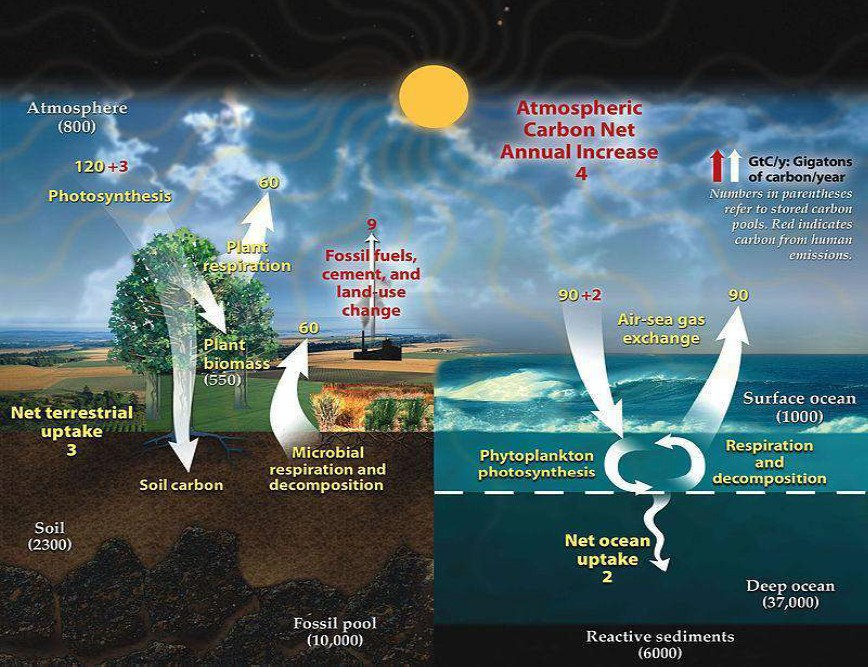 Atmosphere
(800)
120 +3
Photosynthesis
60
Plant
respiration
9
Fossil fuels,
cement, and
land-use
change
60
Plant
biomass
(550)
Net terrestrial
uptake
3
Soil carbon
Microbial
respiration and
decomposition
Soil
(2300)
Fossil pool
(10,000)
Atmospheric
Carbon Net
Annual Increase
4
GtC/y: Gigatons
of carbon/year
Numbers in parentheses
refer to stored carbon
pools. Red indicates
carbon from human
emissions.
90 +2
90
Air-sea gas
exchange
Surface ocean
(1000)
Phytoplankton
photosynthesis
Respiration
and
decomposition
Net ocean
uptake
2
Deep ocean
(37,000)
Reactive sediments
(6000)